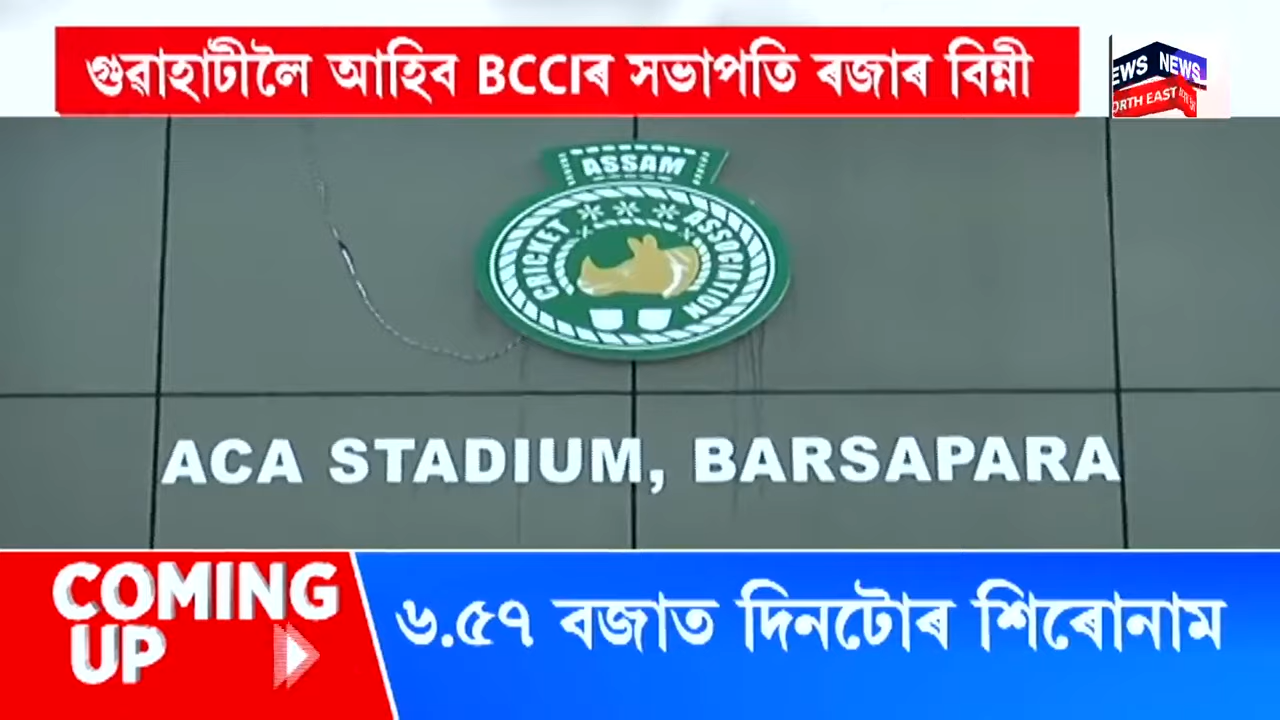 গুৱাহাটীলৈ আহিব BCCIৰ সভাপতি ৰজাৰ বিন্নী
NEWS NEWS
NORTH EAST
ASSAM
CRICKET ASSOCIATION
ACA STADIUM, BARSAPARA
COMING
UP
৬.৫৭ বজাত দিনটোৰ শিৰোনাম